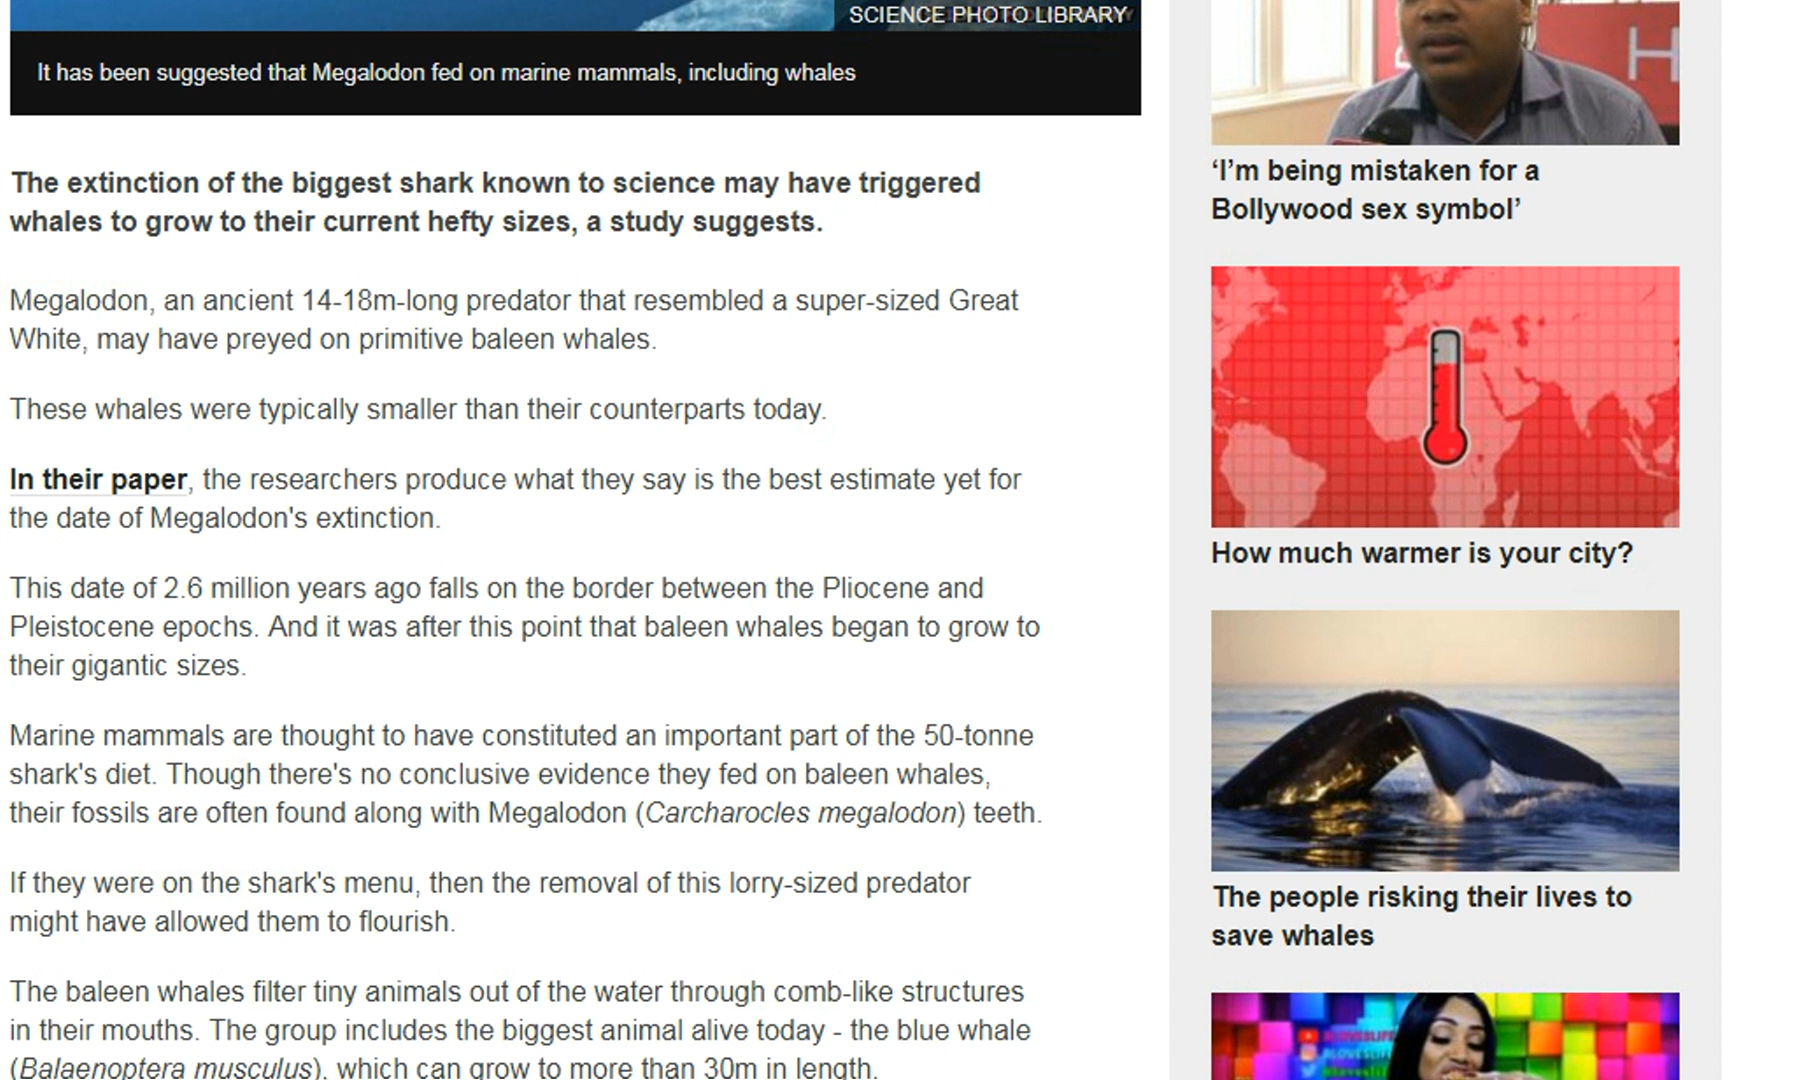 SCIENCE PHOTO LIBRARY
It has been suggested that Megalodon fed on marine mammals, including whales
The extinction of the biggest shark known to science may have triggered
whales to grow to their current hefty sizes, a study suggests.
Megalodon, an ancient 14-18m-long predator that resembled a super-sized Great
White, may have preyed on primitive baleen whales.
These whales were typically smaller than their counterparts today.
In their paper, the researchers produce what they say is the best estimate yet for
the date of Megalodon's extinction.
This date of 2.6 million years ago falls on the border between the Pliocene and
Pleistocene epochs. And it was after this point that baleen whales began to grow to
their gigantic sizes.
Marine mammals are thought to have constituted an important part of the 50-tonne
shark's diet. Though there's no conclusive evidence they fed on baleen whales,
their fossils are often found along with Megalodon (Carcharocles megalodon) teeth.
If they were on the shark's menu, then the removal of this lorry-sized predator
might have allowed them to flourish.
The baleen whales filter tiny animals out of the water through comb-like structures
in their mouths. The group includes the biggest animal alive today - the blue whale
(Balaenoptera musculus), which can grow to more than 30m in length.
H
‘I’m being mistaken for a
Bollywood sex symbol’
How much warmer is your city?
The people risking their lives to
save whales